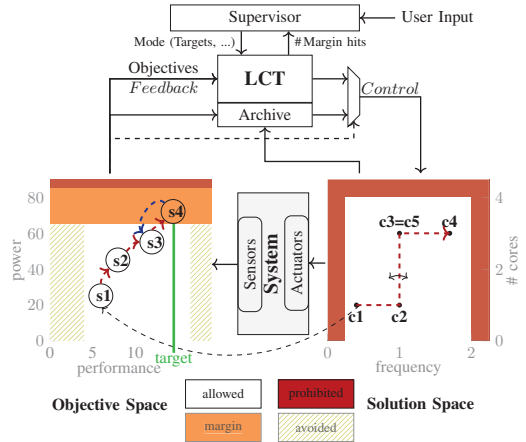 Supervisor
User Input
Mode (Targets, ...)
#Margin hits
Objectives
Feedback
LCT
Control
Archive
80
60
40
20
0
power
s1
s2
s3
s4
0
5
10
15
20
performance
target
Sensors
System
Actuators
c3=c5
c4
c1
c2
4
2
0
# cores
0
1
2
frequency
Objective Space
allowed
prohibited
margin
avoided
Solution Space